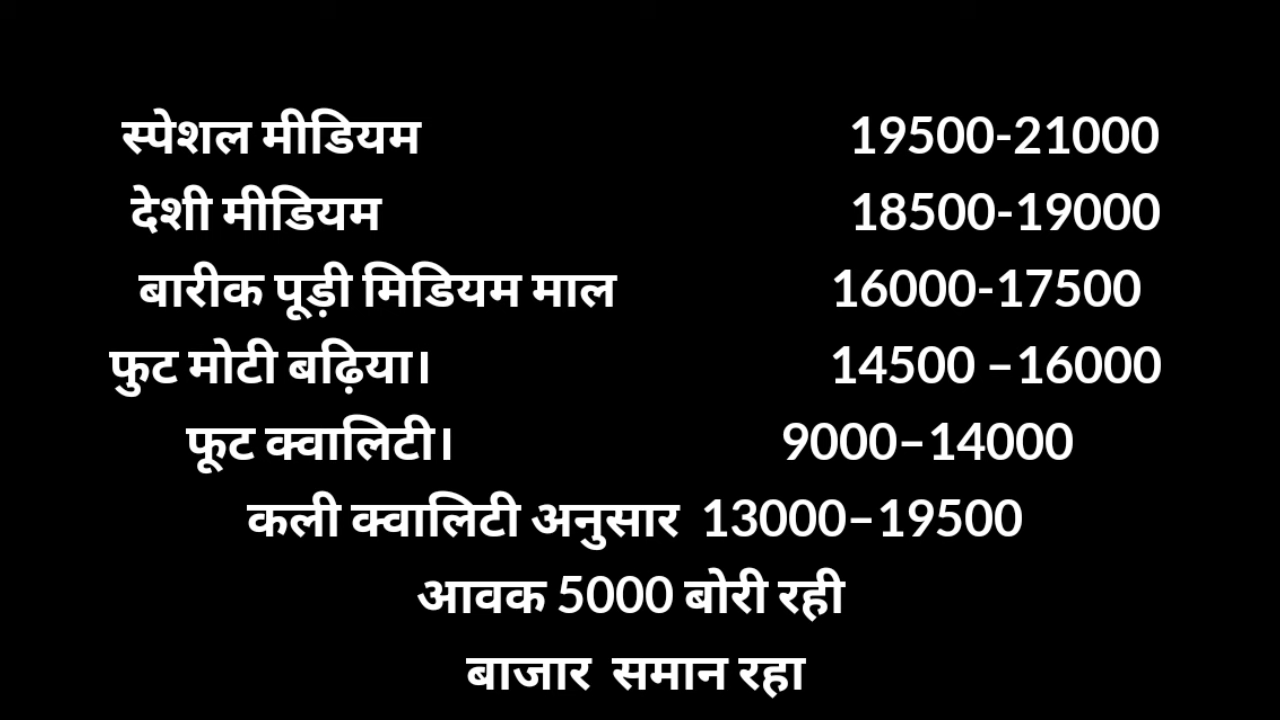 स्पेशल मीडियम 19500-21000
देशी मीडियम 18500-19000
बारीक पूड़ी मिडियम माल 16000-17500
फुट मोटी बढ़िया। 14500 –16000
फूट क्वालिटी। 9000–14000
कली क्वालिटी अनुसार 13000–19500
आवक 5000 बोरी रही
बाजार समान रहा